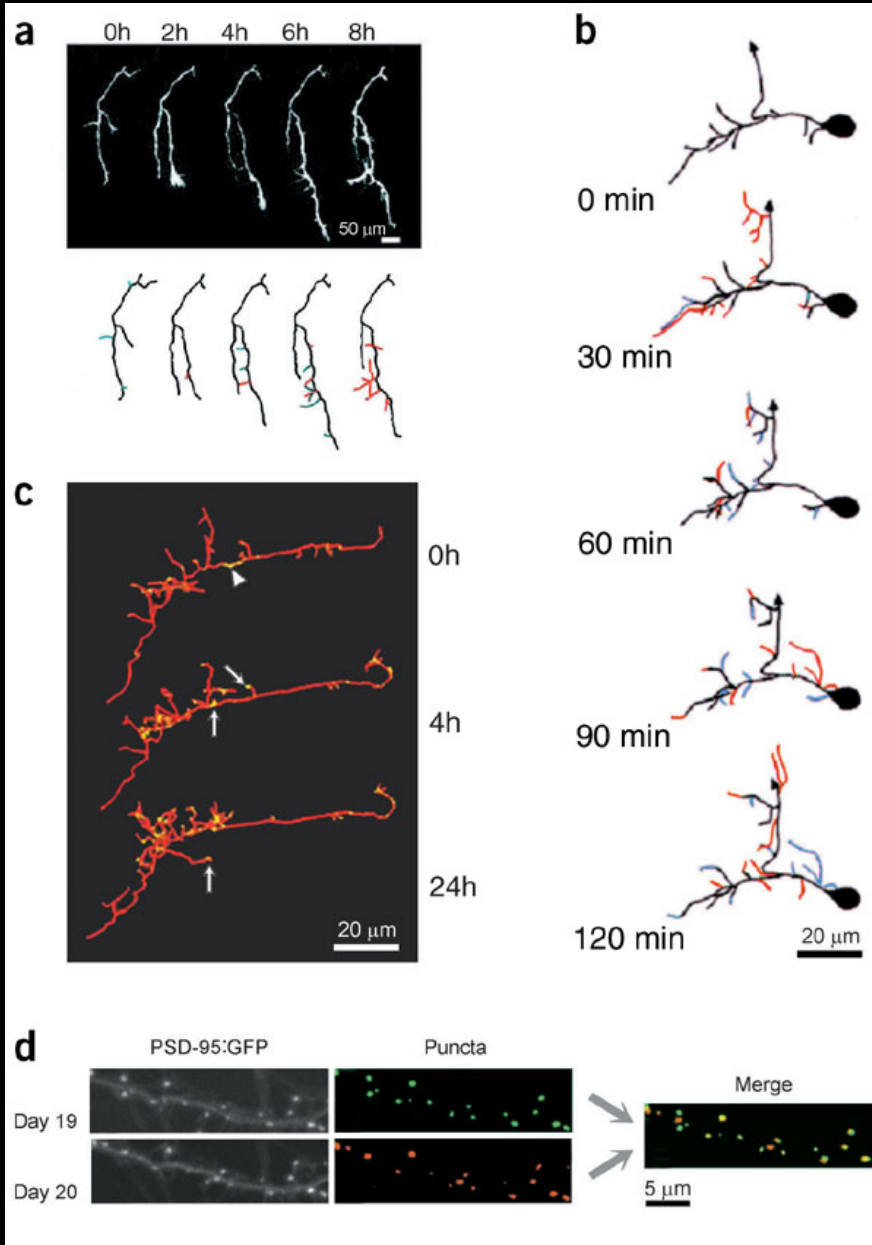 a
0h 2h 4h 6h 8h
50 μm
b
0 min
30 min
60 min
90 min
120 min
20 μm
c
0h
4h
24h
20 μm
d
PSD-95:GFP Puncta Merge
Day 19
Day 20
5 μm